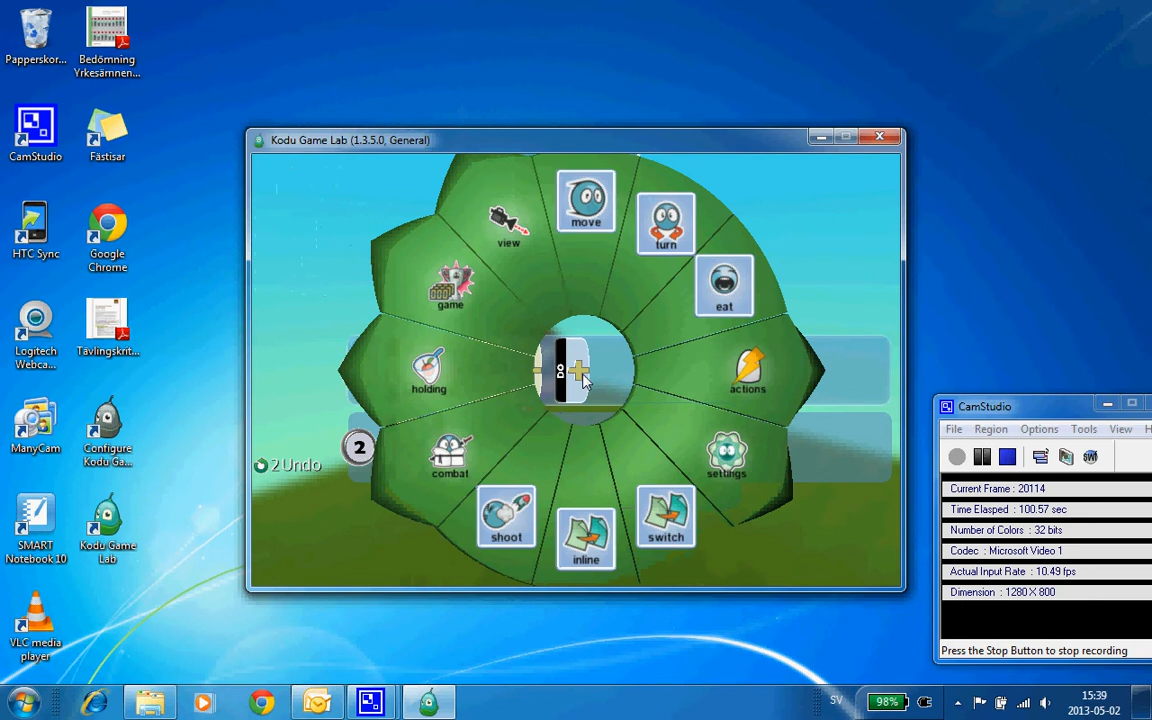 Papperskor...
Bedömning
Yrkesämnen...
CamStudio
Fästisar
HTC Sync
Google
Chrome
Logitech
Webca...
Tävlingskrit...
ManyCam
Configure
Kodu Ga...
SMART
Notebook 10
Kodu Game
Lab
VLC media
player
Kodu Game Lab (1.3.5.0, General)
move
view
turn
game
eat
DO
holding
actions
2
combat
settings
2 Undo
shoot
inline
switch
CamStudio
File Region Options Tools View H
SWF
Current Frame : 20114
Time Elasped : 100.57 sec
Number of Colors : 32 bits
Codec : Microsoft Video 1
Actual Input Rate : 10.49 fps
Dimension : 1280 X 800
Press the Stop Button to stop recording
SV
98%
15:39
2013-05-02